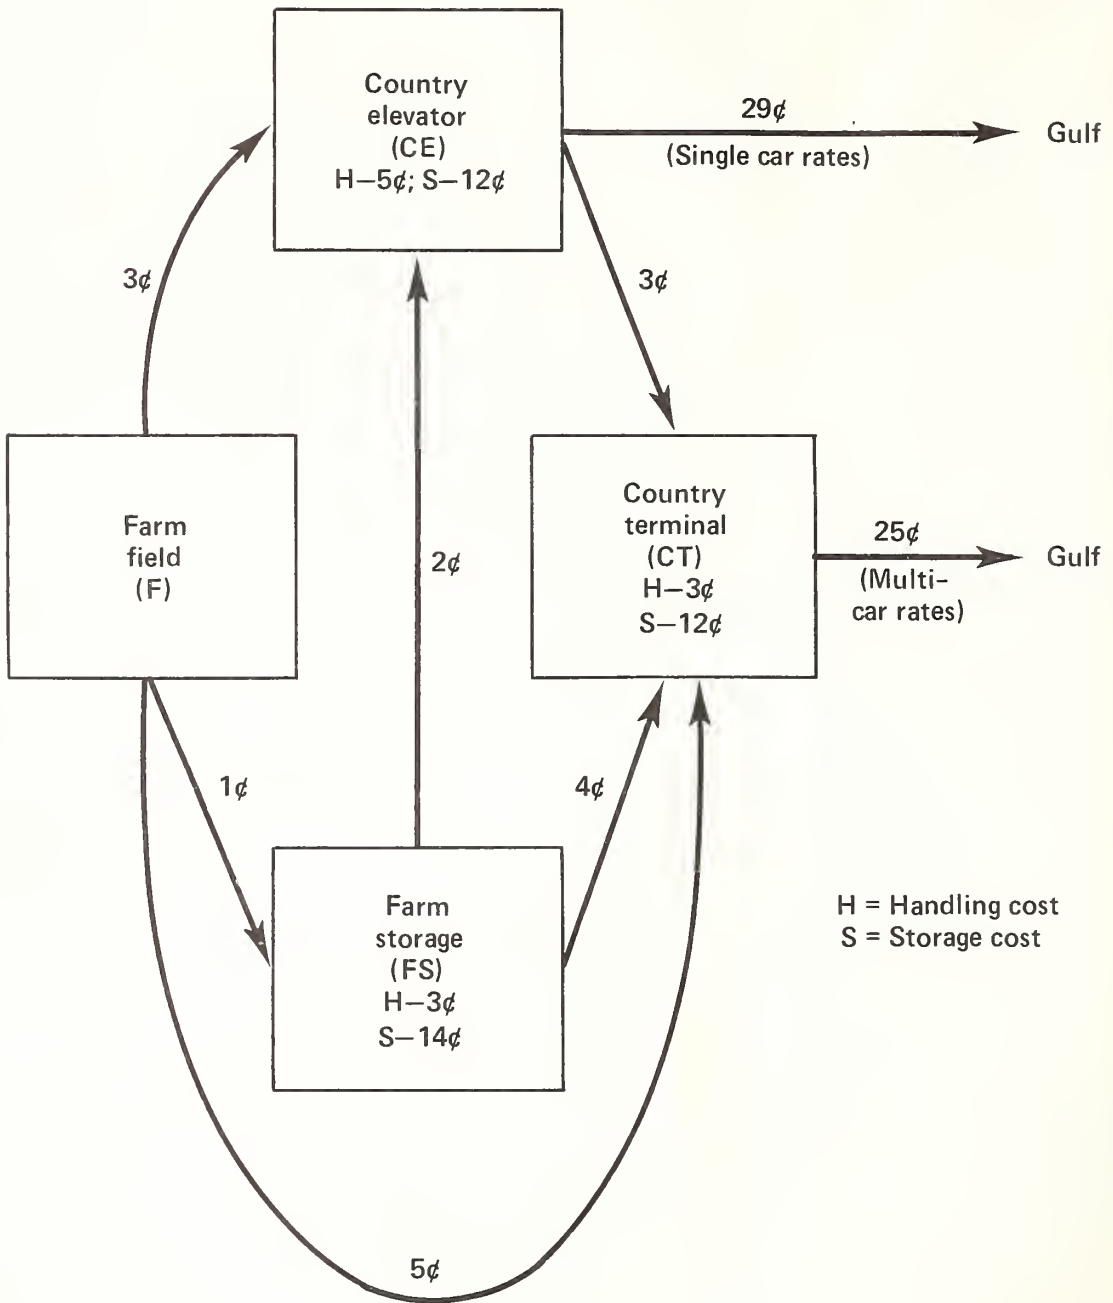 Country
elevator
(CE)
H–5¢; S–12¢
29¢
(Single car rates)
Gulf
3¢
3¢
Farm
field
(F)
2¢
Country
terminal
(CT)
H–3¢
S–12¢
25¢
(Multi-
car rates)
Gulf
1¢
4¢
Farm
storage
(FS)
H–3¢
S–14¢
H = Handling cost
S = Storage cost
5¢